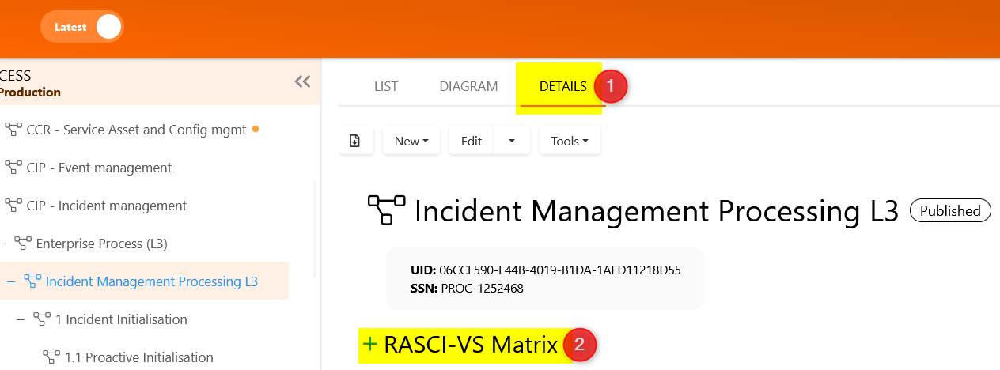 Latest
CESS
Production
LIST
DIAGRAM
DETAILS
1
CCR - Service Asset and Config mgmt
New
Edit
Tools
CIP - Event management
CIP - Incident management
Incident Management Processing L3
Published
Enterprise Process (L3)
UID: 06CCF590-E44B-4019-B1DA-1AED11218D55
SSN: PROC-1252468
Incident Management Processing L3
1 Incident Initialisation
+ RASCI-VS Matrix
2
1.1 Proactive Initialisation